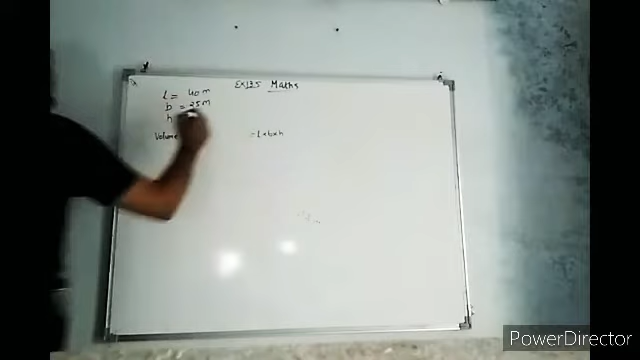 Ex 13.5 Maths
l = 40 m
b = 25 m
h
Volume = l × b × h
PowerDirector